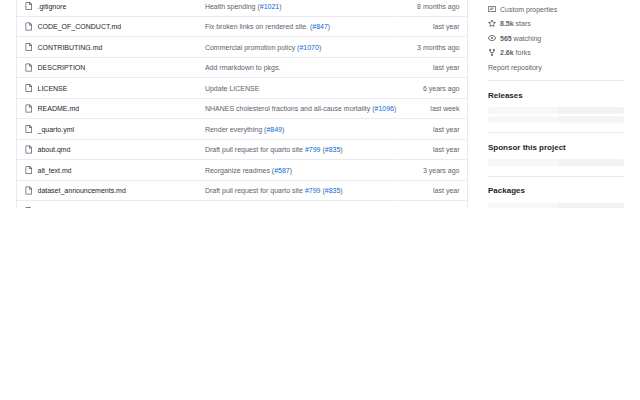 .gitignore Health spending (#1021) 8 months ago
CODE_OF_CONDUCT.md Fix broken links on rendered site. (#847) last year
CONTRIBUTING.md Commercial promotion policy (#1070) 3 months ago
DESCRIPTION Add rmarkdown to pkgs. last year
LICENSE Update LICENSE 6 years ago
README.md NHANES cholesterol fractions and all-cause mortality (#1096) last week
_quarto.yml Render everything (#849) last year
about.qmd Draft pull request for quarto site #799 (#835) last year
alt_text.md Reorganize readmes (#587) 3 years ago
dataset_announcements.md Draft pull request for quarto site #799 (#835) last year
Custom properties
8.5k stars
565 watching
2.6k forks
Report repository
Releases
Sponsor this project
Packages